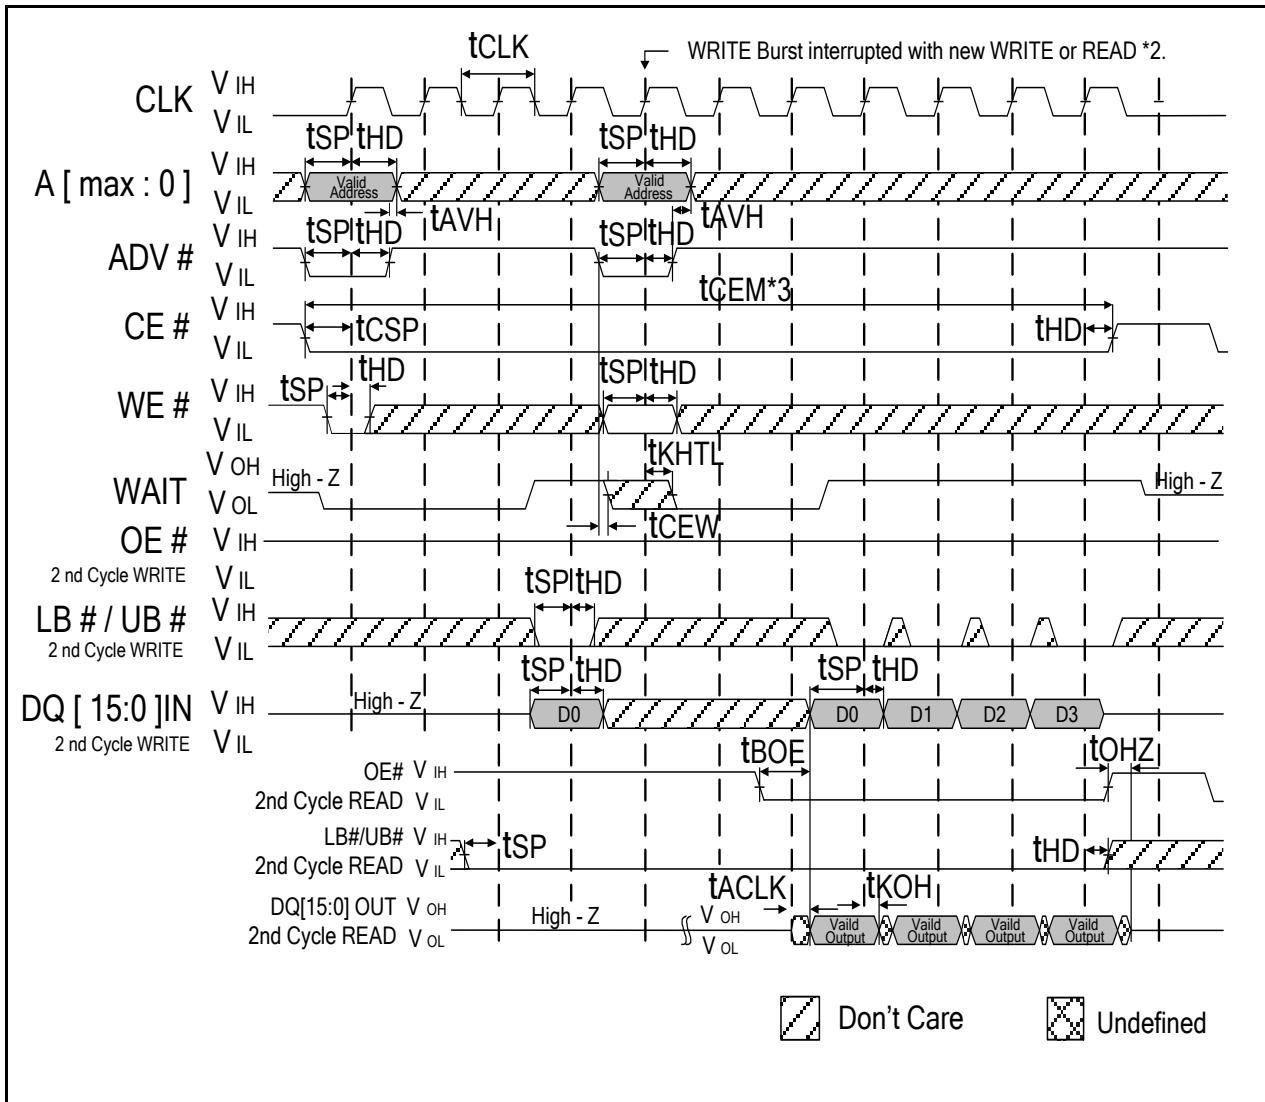 tCLK
WRITE Burst interrupted with new WRITE or READ *2.
CLK
V IH
V IL
tSP tHD
tSP tHD
A [ max : 0 ]
V IH
V IL
Valid Address
Valid Address
tAVH
tAVH
ADV #
V IH
V IL
tSP tHD
tSP tHD
tCEM*3
CE #
V IH
V IL
tCSP
tHD
WE #
V IH
V IL
tSP
tHD
tSP tHD
tKHTL
WAIT
V OH
V OL
High - Z
High - Z
tCEW
OE #
2 nd Cycle WRITE
V IH
V IL
tSP tHD
LB # / UB #
2 nd Cycle WRITE
V IH
V IL
tSP tHD
tSP tHD
DQ [ 15:0 ]IN
2 nd Cycle WRITE
V IH
V IL
High - Z
D0
D0
D1
D2
D3
tBOE
tOHZ
OE# V IH
2nd Cycle READ V IL
LB#/UB# V IH
2nd Cycle READ V IL
tSP
tHD
tACLK
tKOH
DQ[15:0] OUT V OH
2nd Cycle READ V OL
High - Z
V OH
V OL
Vaild Output
Vaild Output
Vaild Output
Vaild Output
Don't Care
Undefined